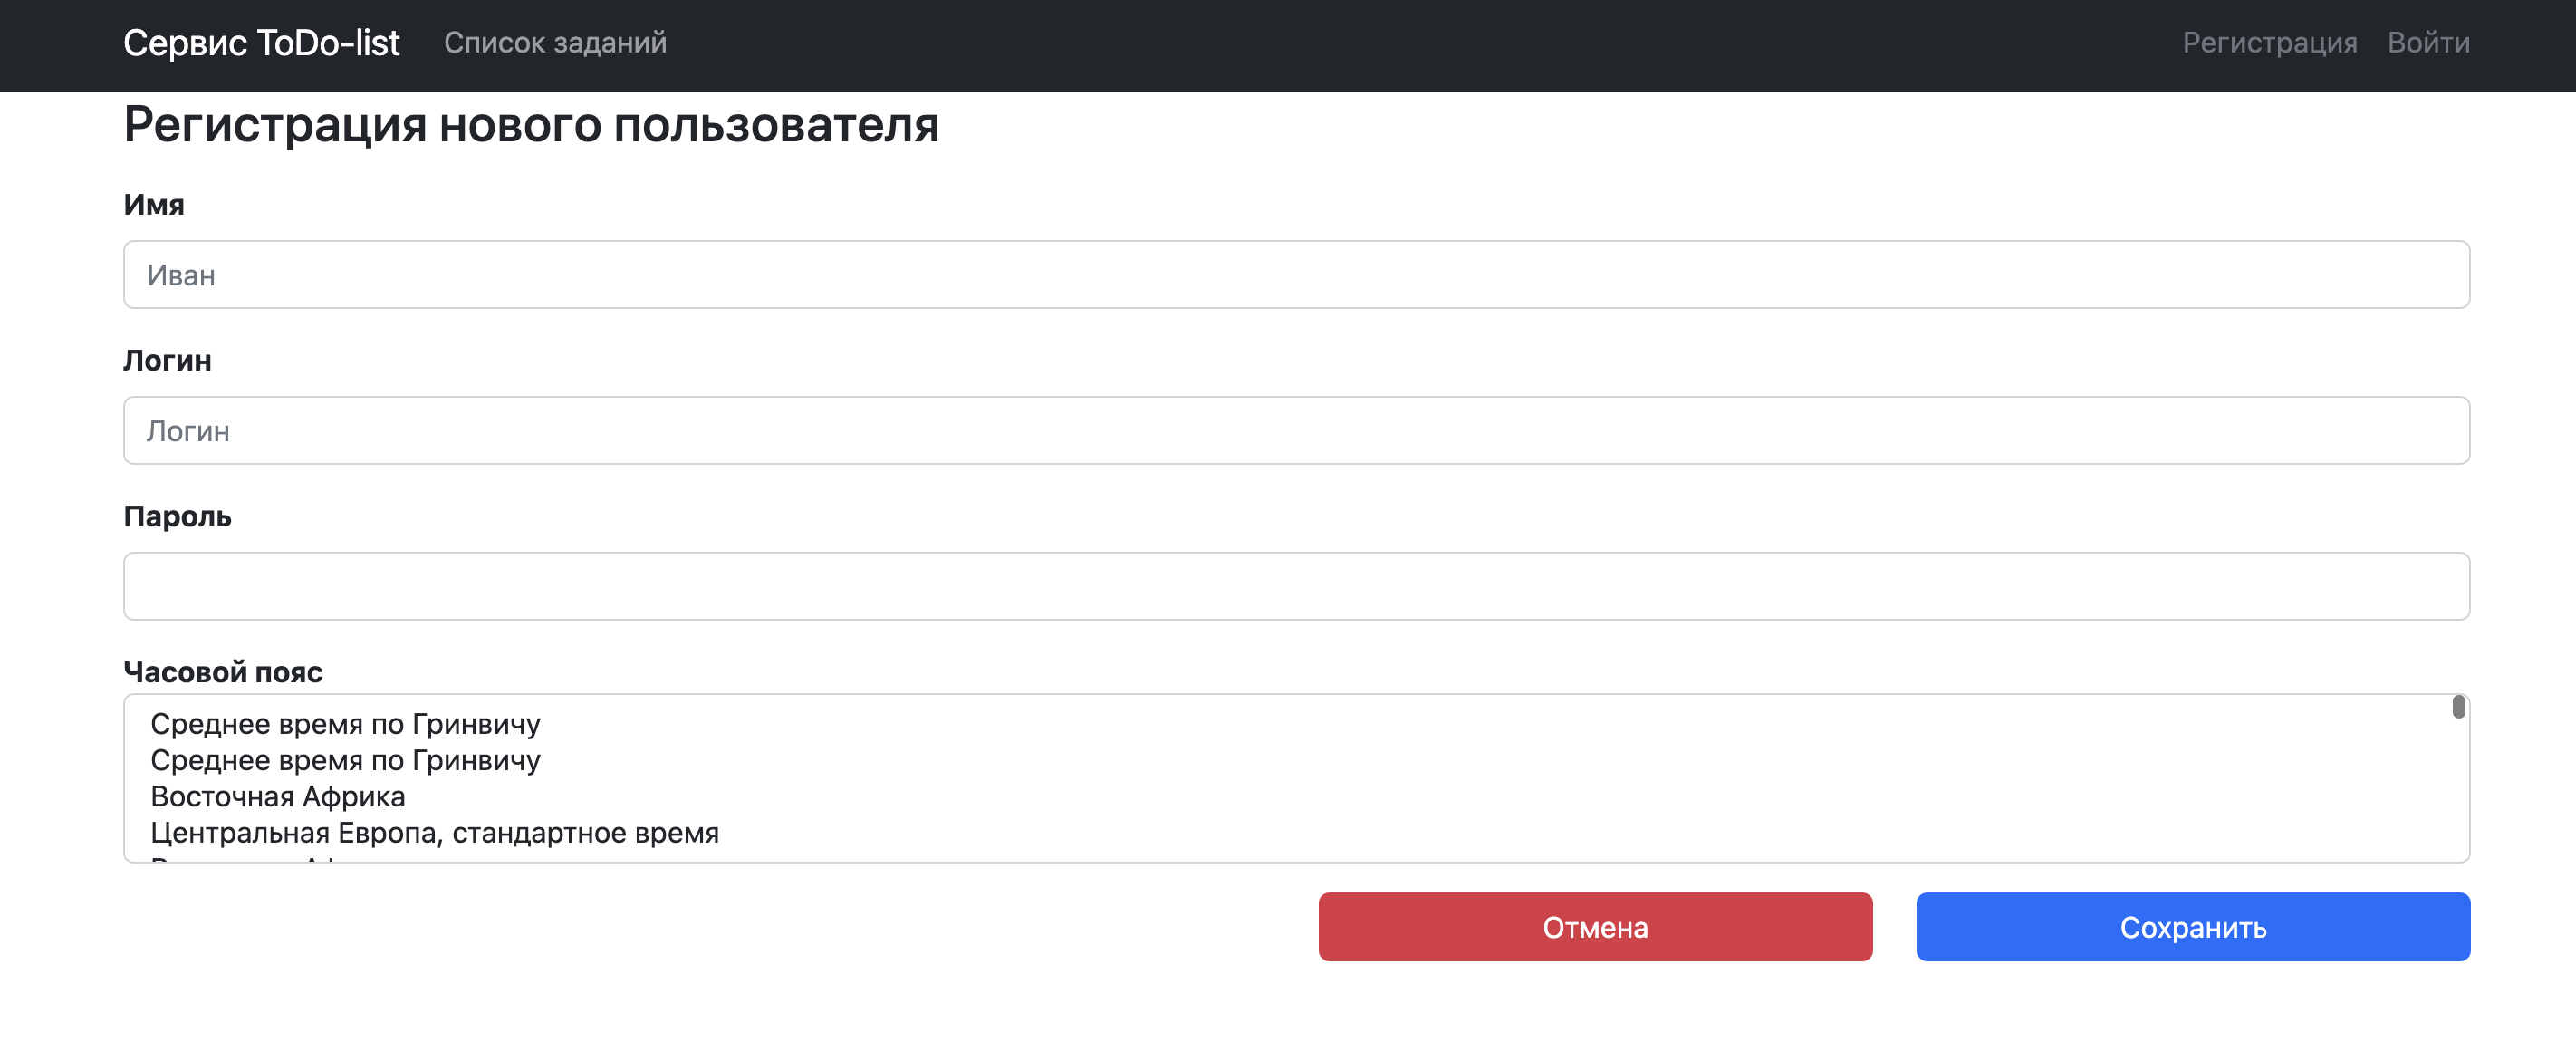 Сервис ToDo-list Список заданий Регистрация Войти
Регистрация нового пользователя
Имя
Иван
Логин
Логин
Пароль
Часовой пояс
Среднее время по Гринвичу
Среднее время по Гринвичу
Восточная Африка
Центральная Европа, стандартное время
Отмена Сохранить